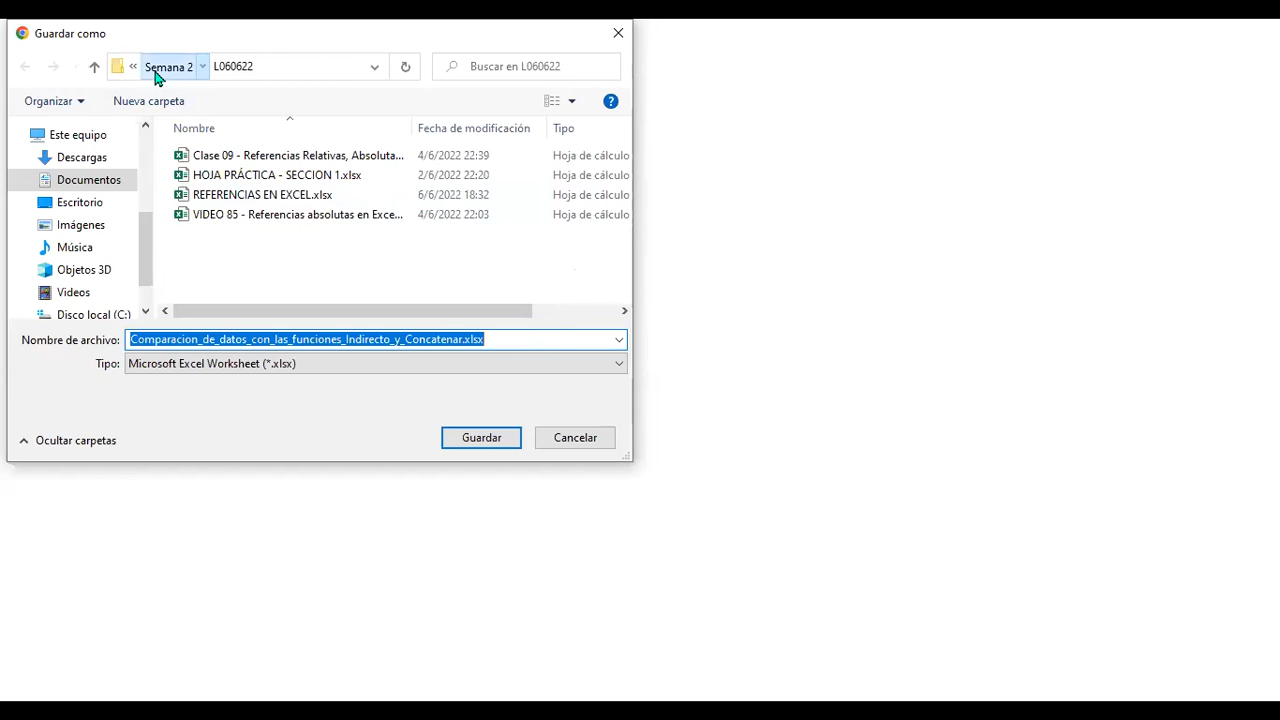 Guardar como
« Semana 2 L060622
Buscar en L060622
Organizar Nueva carpeta
Este equipo
Descargas
Documentos
Escritorio
Imágenes
Música
Objetos 3D
Videos
Disco local (C:)
Nombre Fecha de modificación Tipo
Clase 09 - Referencias Relativas, Absoluta... 4/6/2022 22:39 Hoja de cálculo
HOJA PRÁCTICA - SECCION 1.xlsx 2/6/2022 22:20 Hoja de cálculo
REFERENCIAS EN EXCEL.xlsx 6/6/2022 18:32 Hoja de cálculo
VIDEO 85 - Referencias absolutas en Exce... 4/6/2022 22:03 Hoja de cálculo
Nombre de archivo: Comparacion_de_datos_con_las_funciones_Indirecto_y_Concatenar.xlsx
Tipo: Microsoft Excel Worksheet (*.xlsx)
Ocultar carpetas
Guardar Cancelar